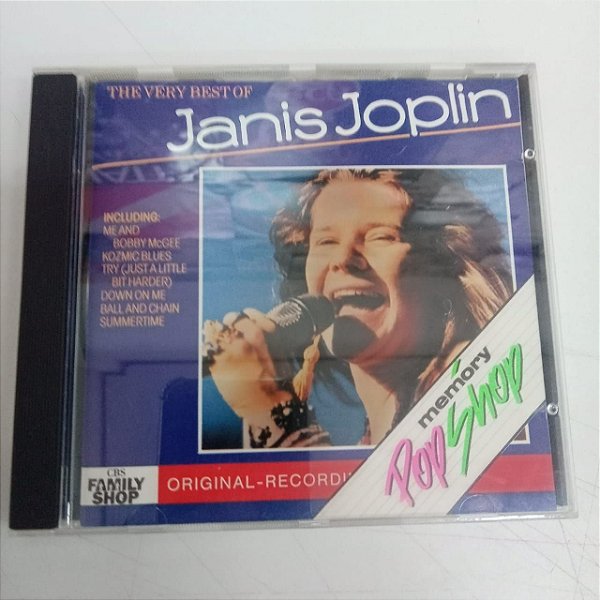 THE VERY BEST OF
Janis Joplin
INCLUDING:
ME AND
BOBBY McGEE
KOZMIC BLUES
TRY (JUST A LITTLE
BIT HARDER)
DOWN ON ME
BALL AND CHAIN
SUMMERTIME
memory
Pop Shop
CBS
FAMILY
SHOP
ORIGINAL-RECORDI